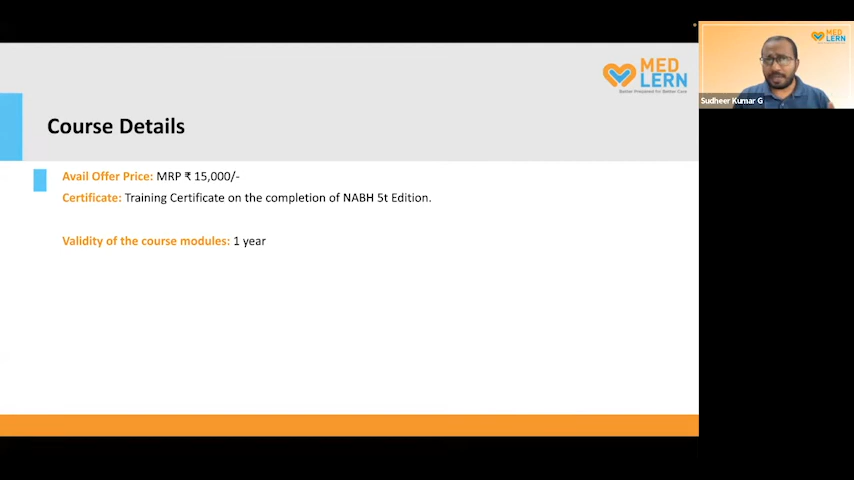 MED
LERN
Better Prepared for Better Care
Course Details
Avail Offer Price: MRP ₹ 15,000/-
Certificate: Training Certificate on the completion of NABH 5t Edition.
Validity of the course modules: 1 year
MED
LERN
Sudheer Kumar G